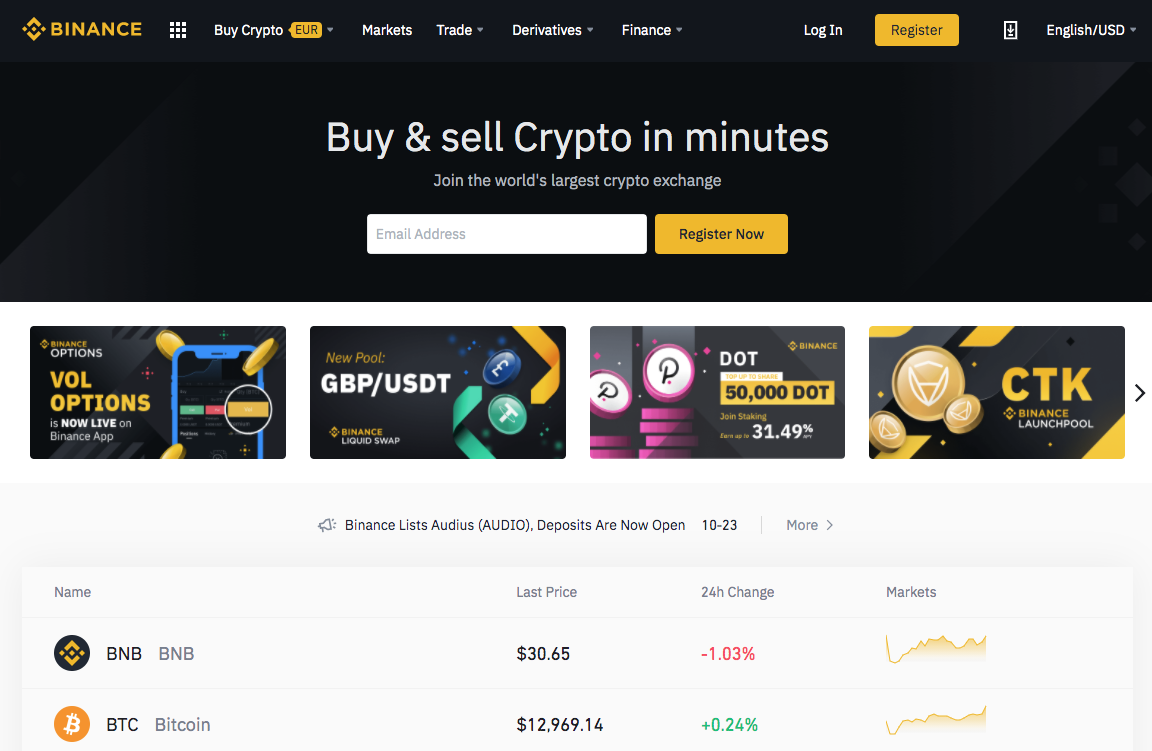 BINANCE
Buy Crypto EUR
Markets
Trade
Derivatives
Finance
Log In
Register
English/USD
Buy & sell Crypto in minutes
Join the world's largest crypto exchange
Email Address
Register Now
BINANCE
OPTIONS
VOL
OPTIONS
is NOW LIVE on
Binance App
New Pool:
GBP/USDT
BINANCE
LIQUID SWAP
BINANCE
DOT
TOP UP TO SHARE
50,000 DOT
Join Staking
Earn up to 31.49% APY
CTK
BINANCE
LAUNCHPOOL
Binance Lists Audius (AUDIO), Deposits Are Now Open 10-23
More
Name Last Price 24h Change Markets
BNB BNB $30.65 -1.03%
BTC Bitcoin $12,969.14 +0.24%